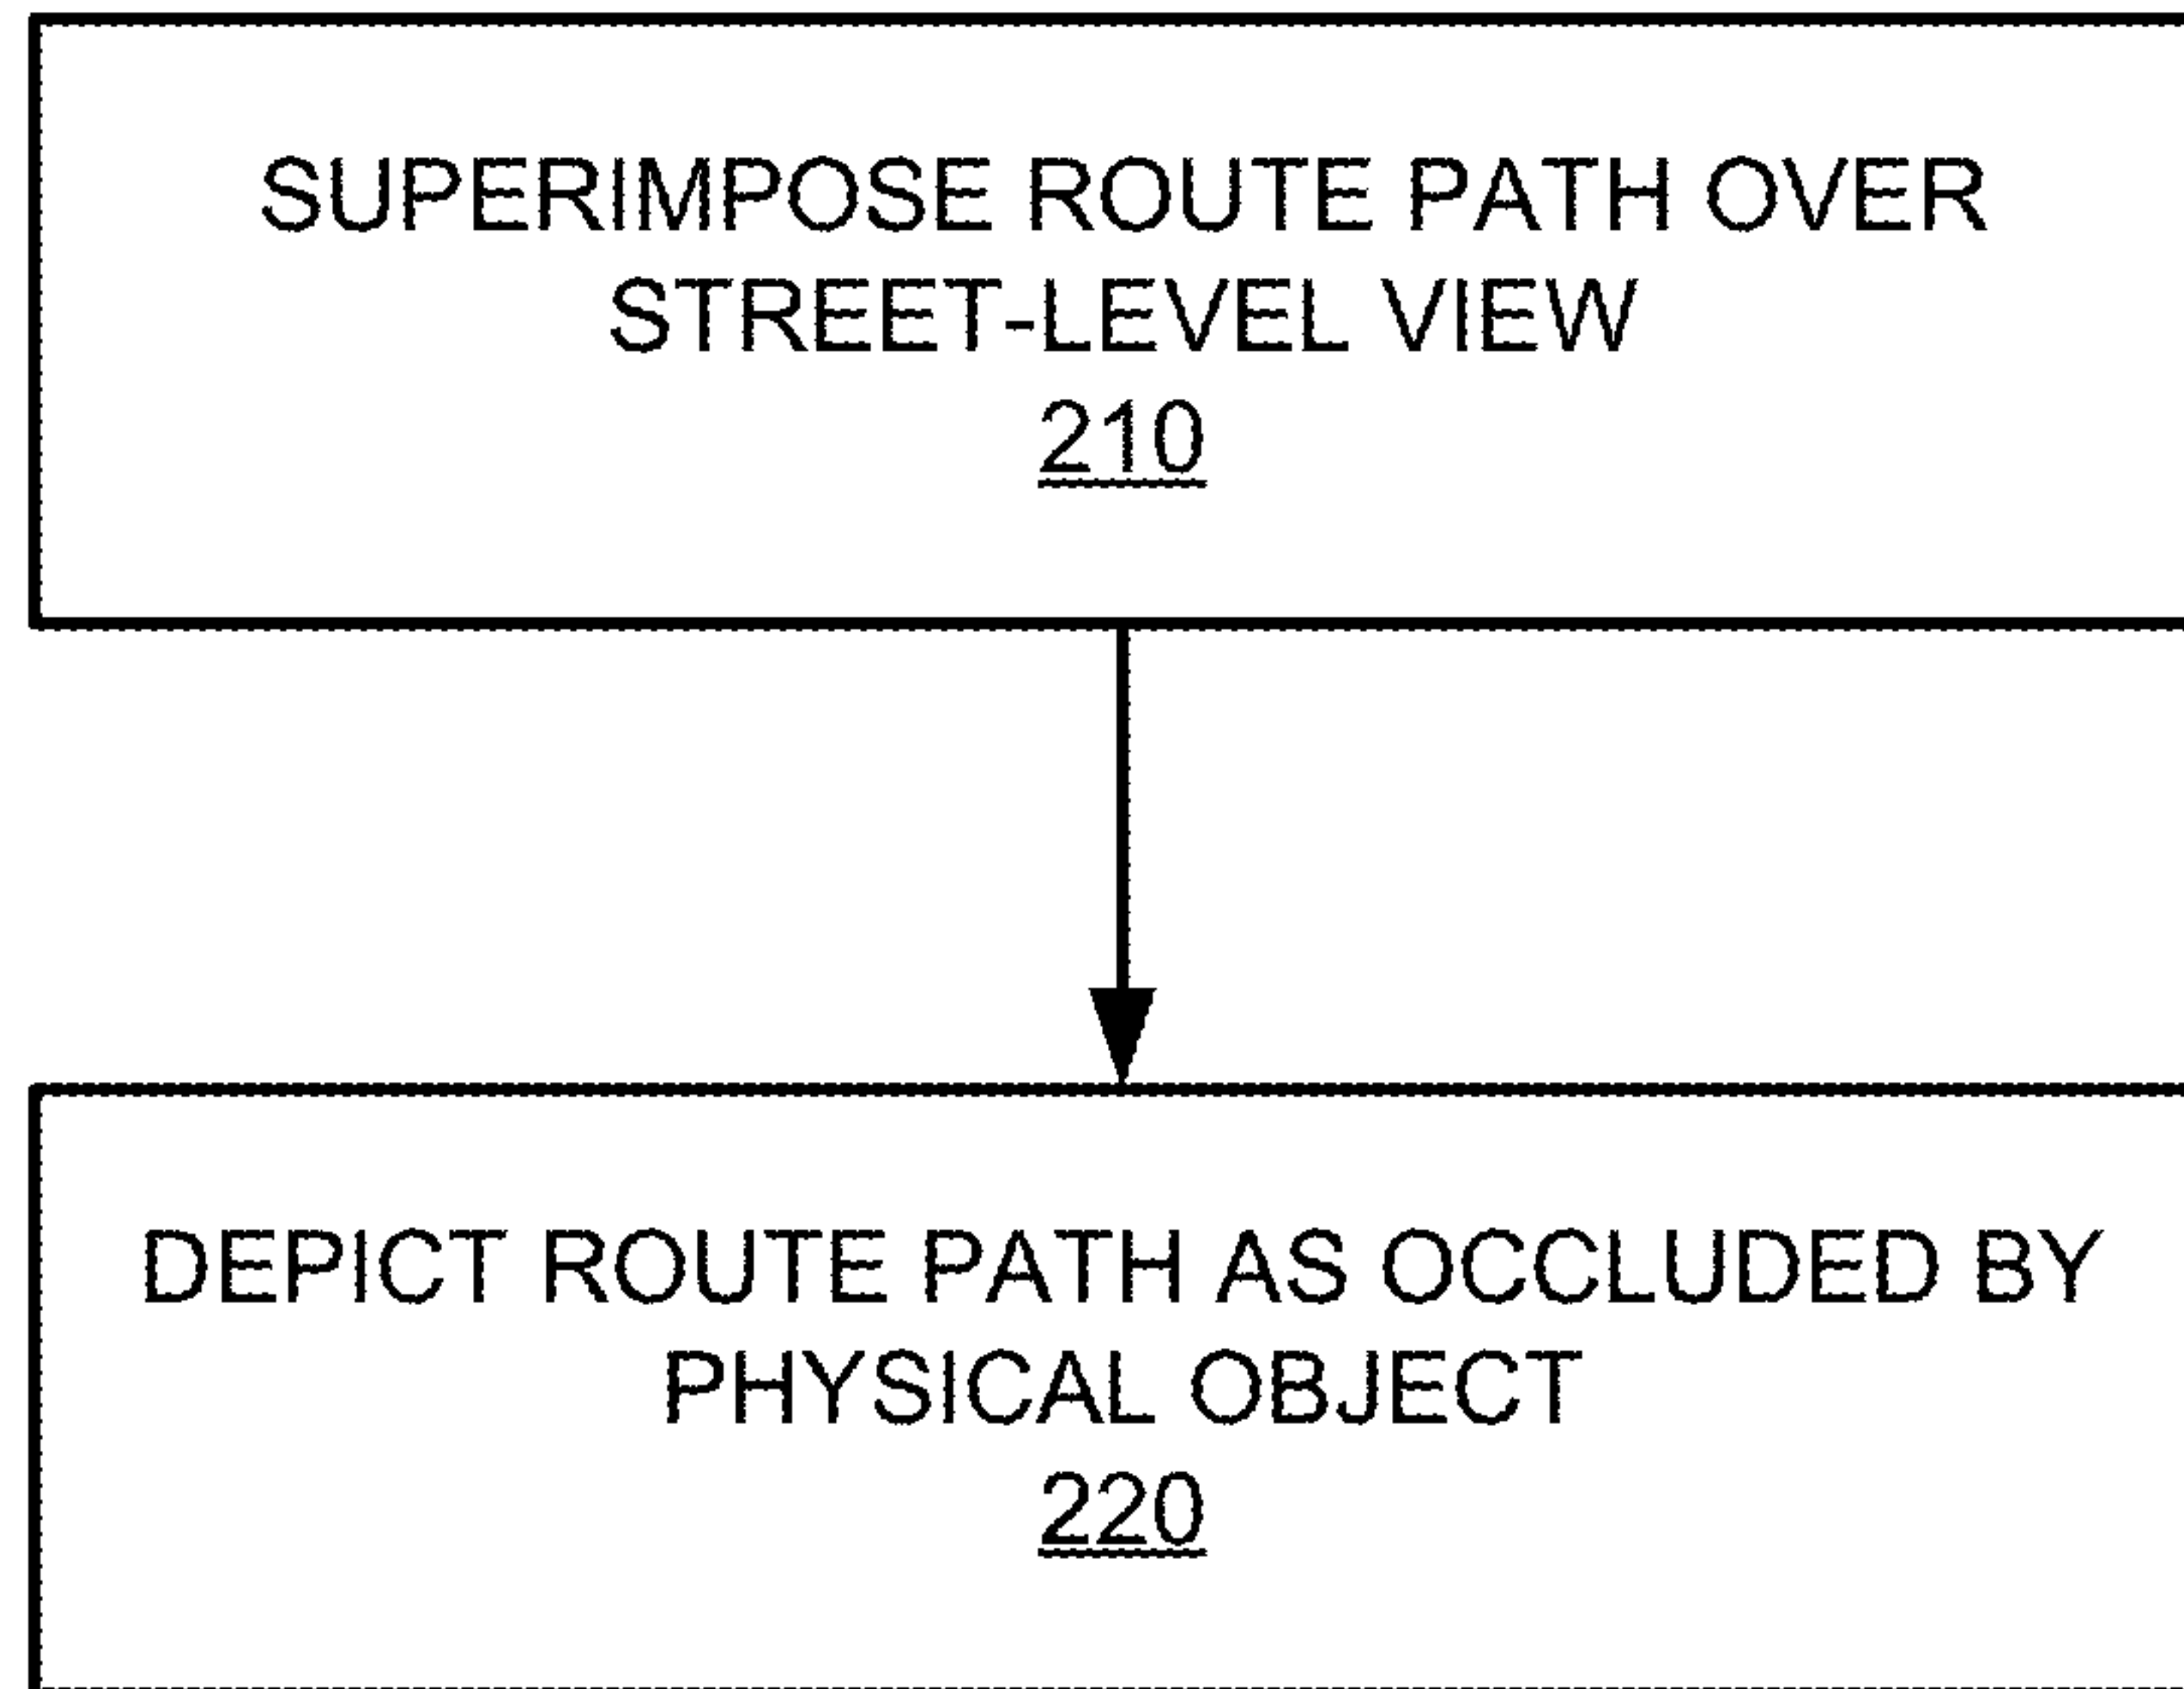 SUPERIMPOSE ROUTE PATH OVER
STREET-LEVEL VIEW
210
DEPICT ROUTE PATH AS OCCLUDED BY
PHYSICAL OBJECT
220